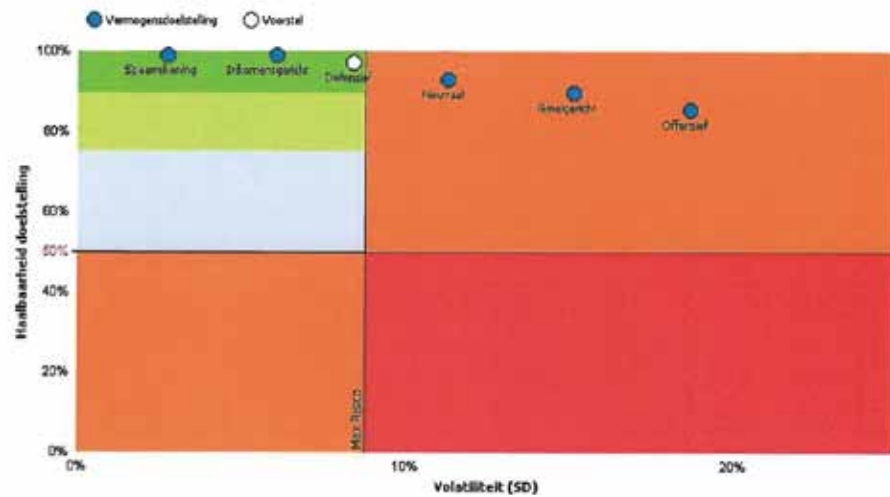 Vermogensdoelstelling Voorstel
100%
Spaarrekening Inkomensgericht Defensief
Neutraal
Groeigericht
80%
Offensief
Haalbaarheid doelstelling
60%
50%
40%
20%
Max Risico
0%
0% 10% 20%
Volatiliteit (SD)